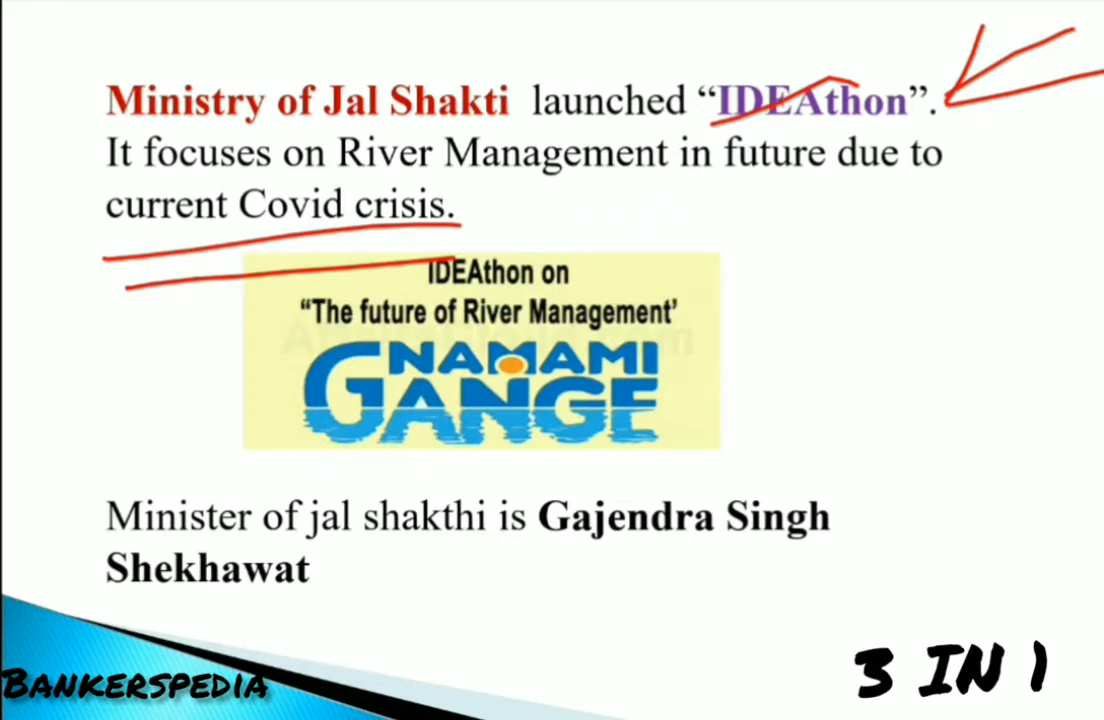 Ministry of Jal Shakti launched “IDEAthon”.
It focuses on River Management in future due to
current Covid crisis.
IDEAthon on
“The future of River Management’
NAMAMI
GANGE
Minister of jal shakthi is Gajendra Singh
Shekhawat
BANKERSPEDIA
3 IN 1